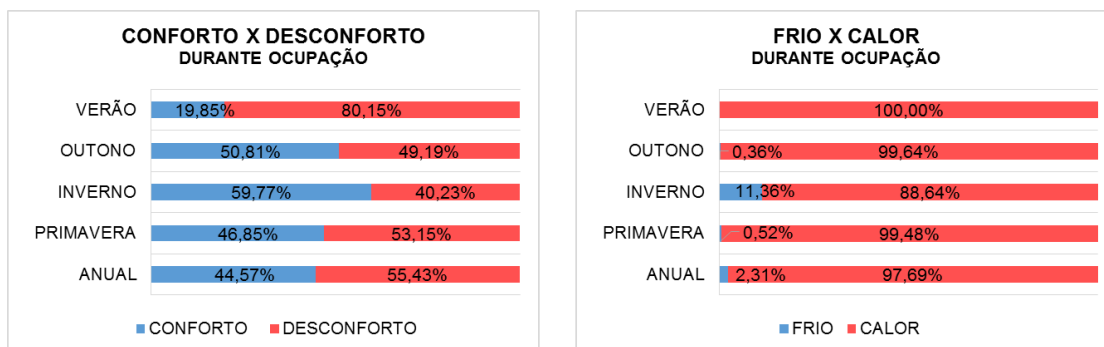 CONFORTO X DESCONFORTO
DURANTE OCUPAÇÃO
VERÃO 19,85% 80,15%
OUTONO 50,81% 49,19%
INVERNO 59,77% 40,23%
PRIMAVERA 46,85% 53,15%
ANUAL 44,57% 55,43%
CONFORTO DESCONFORTO
FRIO X CALOR
DURANTE OCUPAÇÃO
VERÃO 100,00%
OUTONO 0,36% 99,64%
INVERNO 11,36% 88,64%
PRIMAVERA 0,52% 99,48%
ANUAL 2,31% 97,69%
FRIO CALOR